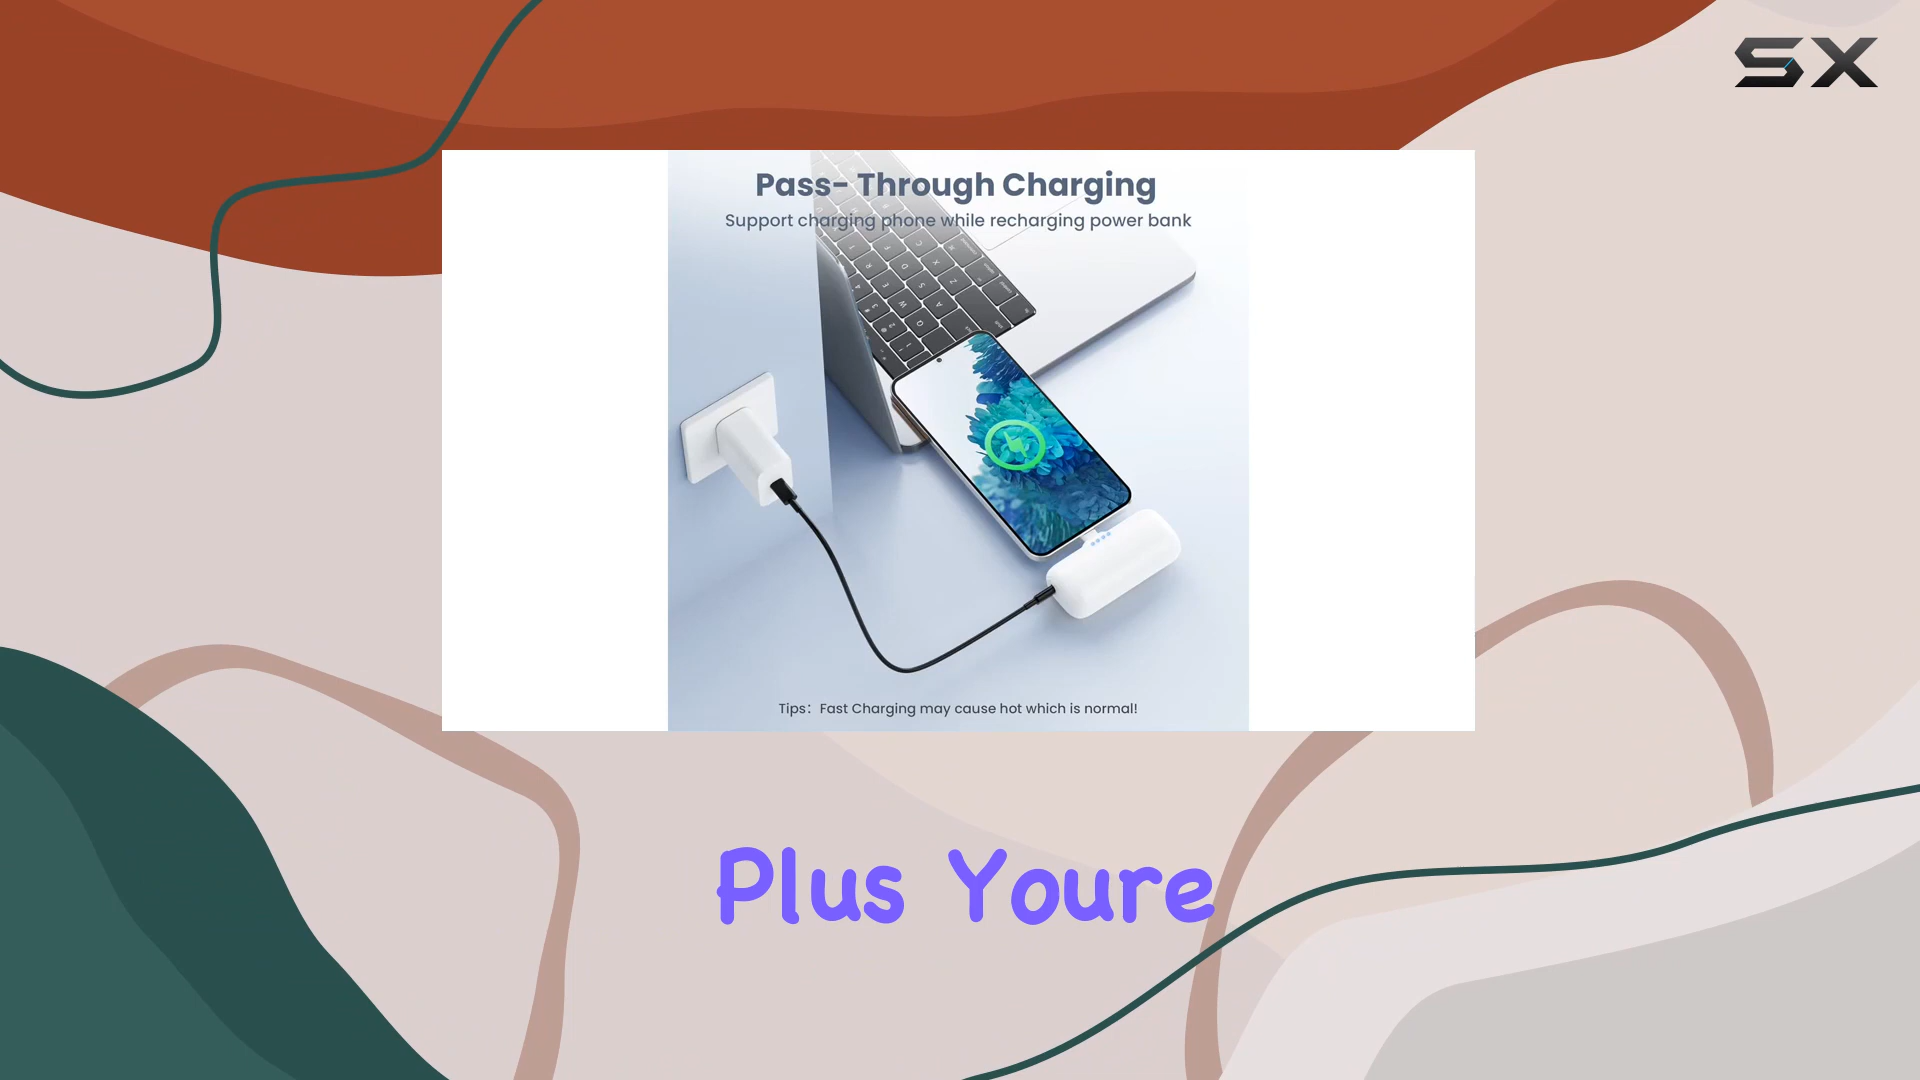 SX
Pass- Through Charging
Support charging phone while recharging power bank
Tips: Fast Charging may cause hot which is normal!
Plus Youre